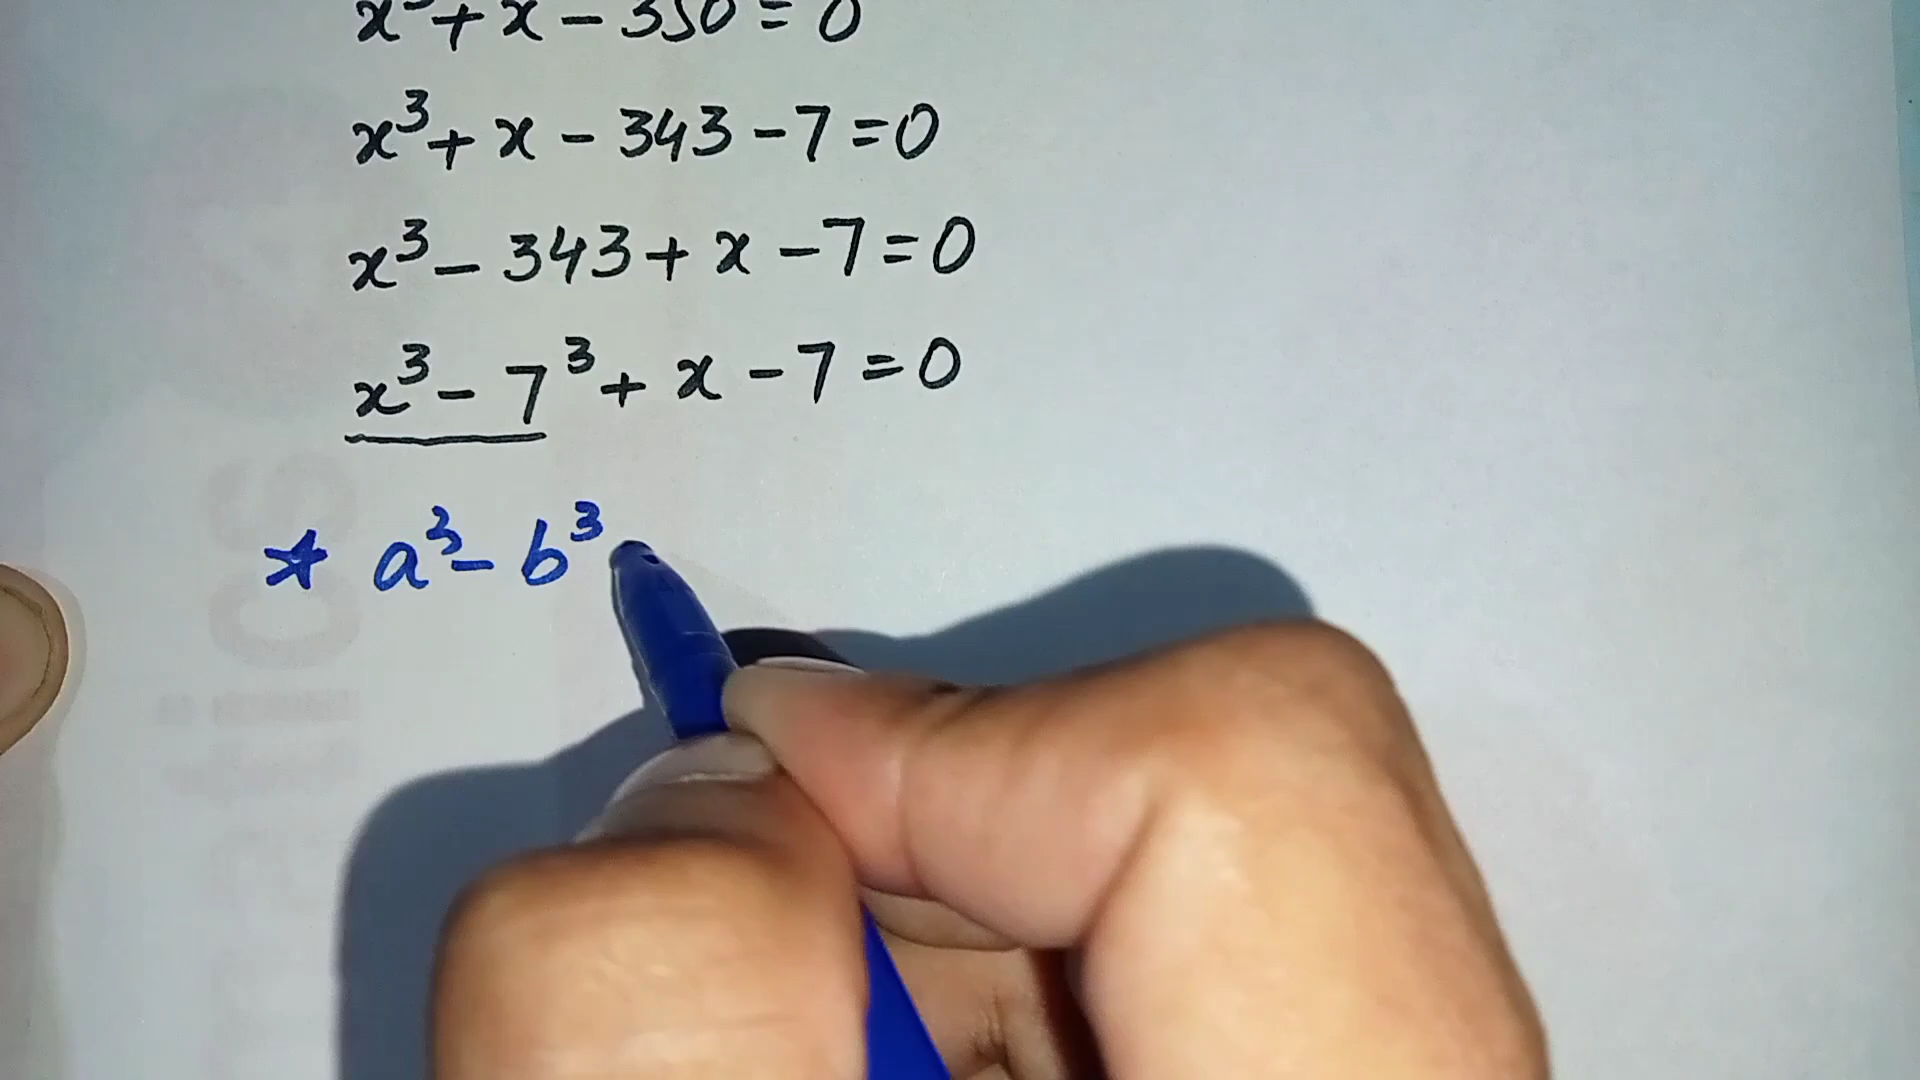 x³ + x - 350 = 0
x³ + x - 343 - 7 = 0
x³ - 343 + x - 7 = 0
x³ - 7³ + x - 7 = 0
* a³ - b³